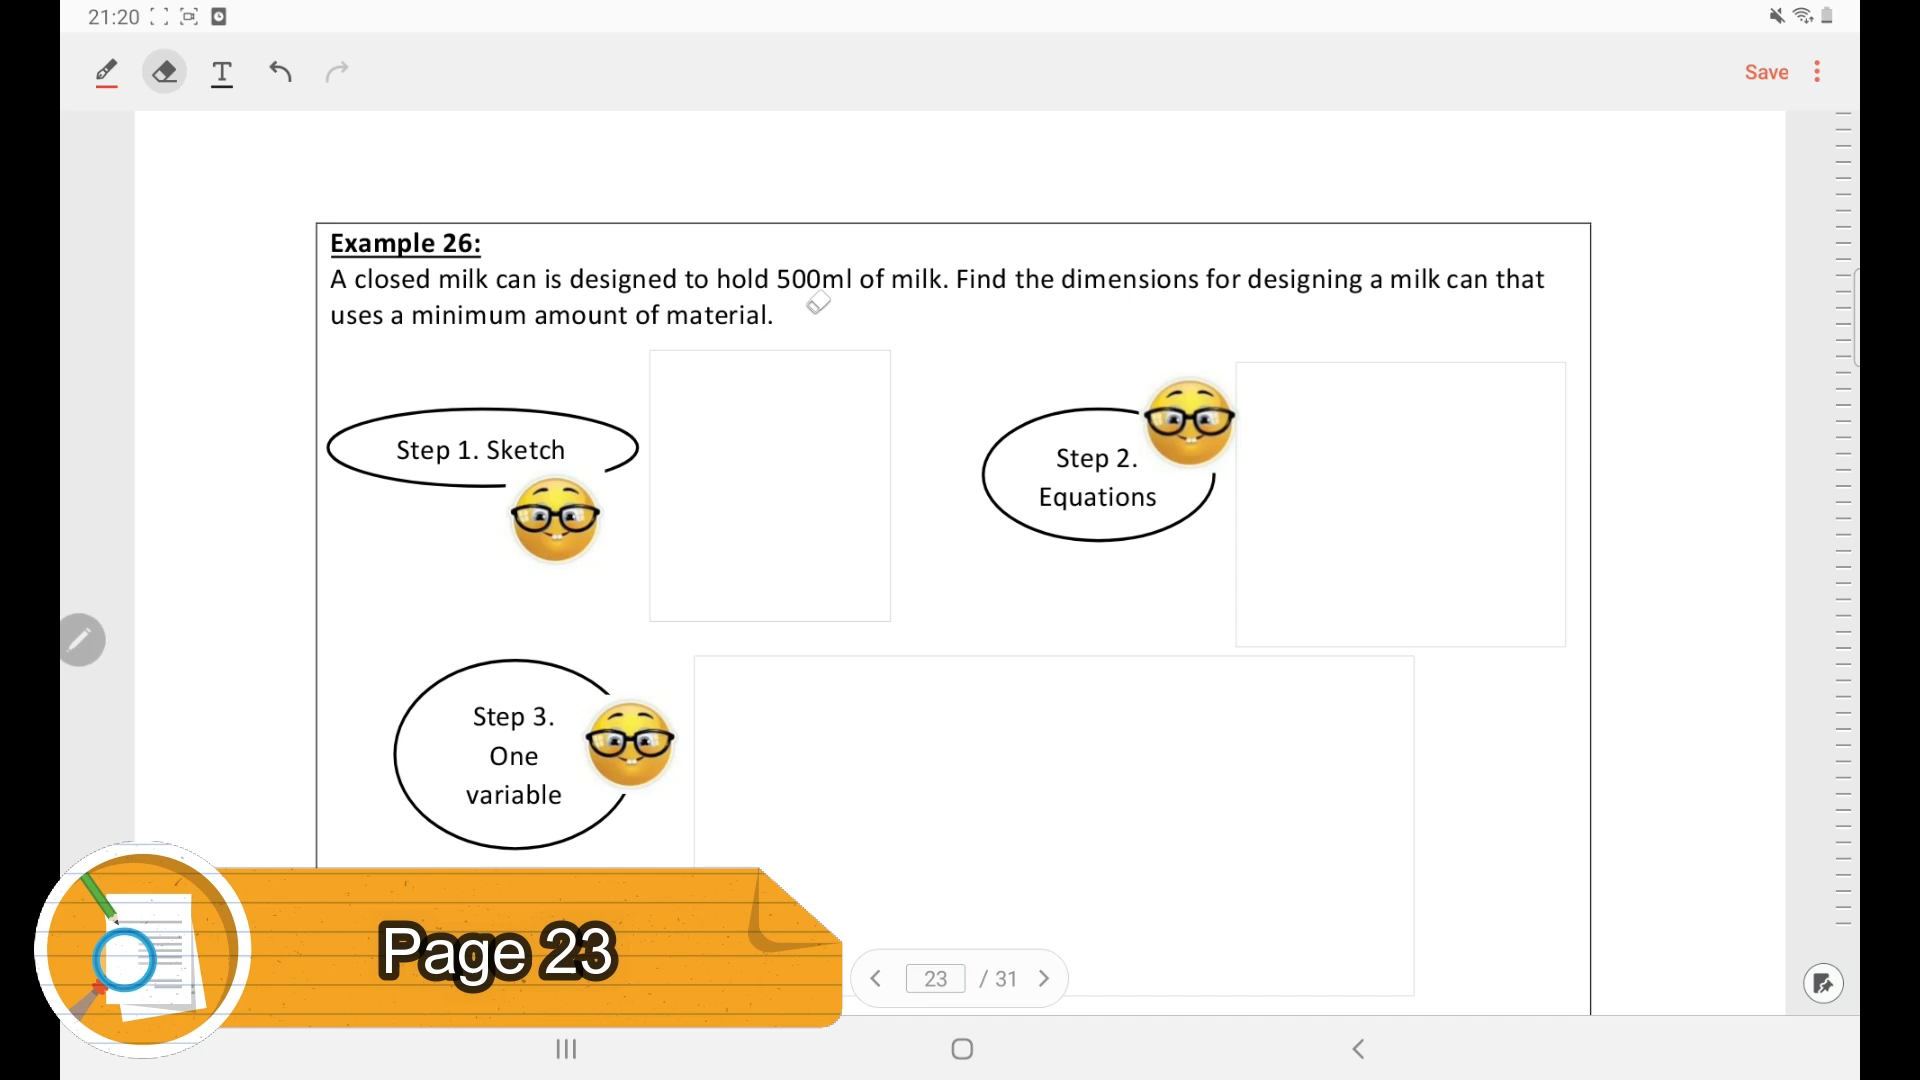 21:20
T
Save
Example 26:
A closed milk can is designed to hold 500ml of milk. Find the dimensions for designing a milk can that
uses a minimum amount of material.
Step 1. Sketch
Step 2.
Equations
Step 3.
One
variable
Page 23
23 / 31